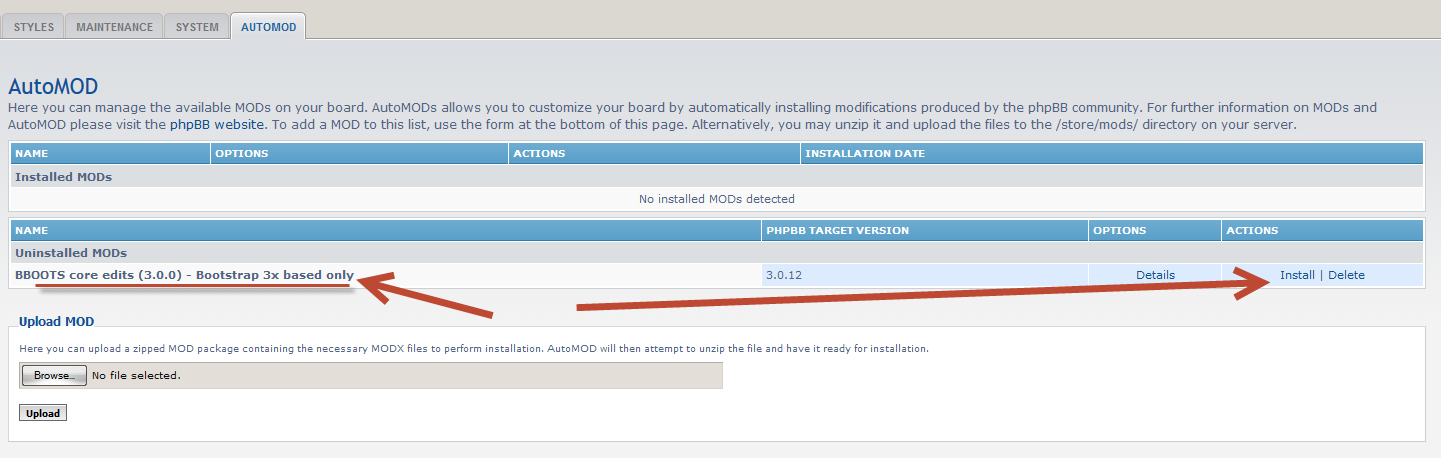 STYLES MAINTENANCE SYSTEM AUTOMOD
AutoMOD
Here you can manage the available MODs on your board. AutoMODs allows you to customize your board by automatically installing modifications produced by the phpBB community. For further information on MODs and
AutoMOD please visit the phpBB website. To add a MOD to this list, use the form at the bottom of this page. Alternatively, you may unzip it and upload the files to the /store/mods/ directory on your server.
NAME OPTIONS ACTIONS INSTALLATION DATE
Installed MODs
No installed MODs detected
NAME PHPBB TARGET VERSION OPTIONS ACTIONS
Uninstalled MODs
BBOOTS core edits (3.0.0) - Bootstrap 3x based only 3.0.12 Details Install | Delete
Upload MOD
Here you can upload a zipped MOD package containing the necessary MODX files to perform installation. AutoMOD will then attempt to unzip the file and have it ready for installation.
Browse... No file selected.
Upload